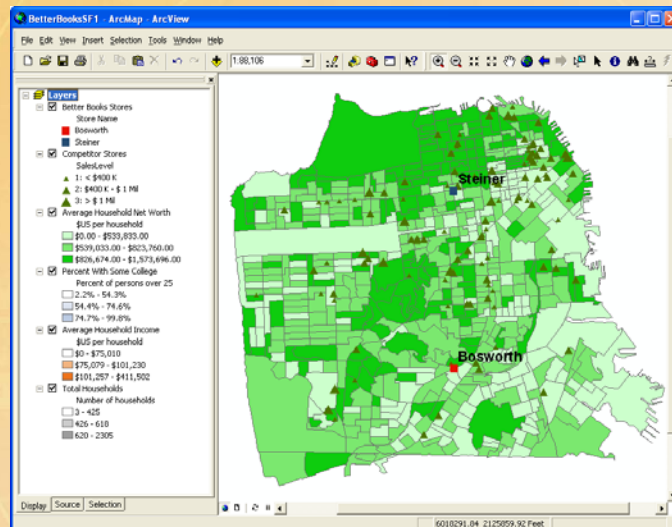 BetterBooksSF1 - ArcMap - ArcView
File Edit View Insert Selection Tools Window Help
1:88,106
Layers
Better Books Stores
Store Name
Bosworth
Steiner
Competitor Stores
SalesLevel
1: < $400 K
2: $400 K - $ 1 Mil
3: > $ 1 Mil
Average Household Net Worth
$US per household
$0.00 - $533,833.00
$539,033.00 - $823,760.00
$826,674.00 - $1,573,696.00
Percent With Some College
Percent of persons over 25
2.2% - 54.3%
54.4% - 74.6%
74.7% - 99.8%
Average Household Income
$US per household
$0 - $75,010
$75,079 - $101,230
$101,257 - $411,502
Total Households
Number of households
3 - 425
426 - 618
620 - 2305
Steiner
Bosworth
Display Source Selection
6010291.04 2125859.92 Feet